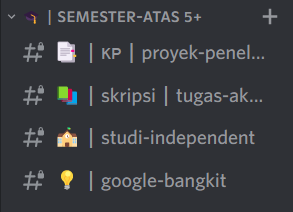 | SEMESTER-ATAS 5+
| KP | proyek-penel...
| skripsi | tugas-ak...
| studi-independent
| google-bangkit